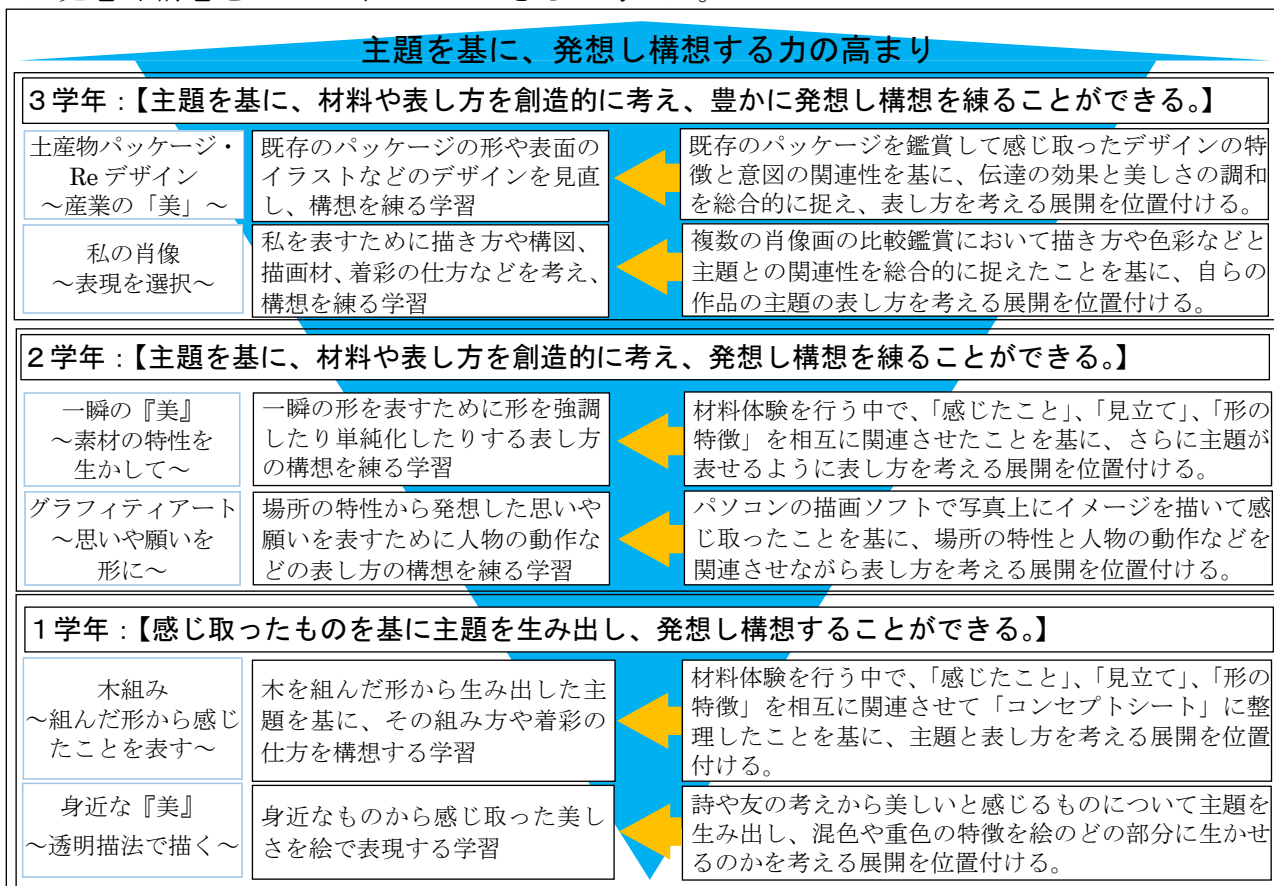 主題を基に、発想し構想する力の高まり
3学年：【主題を基に、材料や表し方を創造的に考え、豊かに発想し構想を練ることができる。】
土産物パッケージ・
Re デザイン
～産業の「美」～
既存のパッケージの形や表面の
イラストなどのデザインを見直
し、構想を練る学習
既存のパッケージを鑑賞して感じ取ったデザインの特
徴と意図の関連性を基に、伝達の効果と美しさの調和
を総合的に捉え、表し方を考える展開を位置付ける。
私の肖像
～表現を選択～
私を表すために描き方や構図、
描画材、着彩の仕方などを考え、
構想を練る学習
複数の肖像画の比較鑑賞において描き方や色彩などと
主題との関連性を総合的に捉えたことを基に、自らの
作品の主題の表し方を考える展開を位置付ける。
2学年：【主題を基に、材料や表し方を創造的に考え、発想し構想を練ることができる。】
一瞬の『美』
～素材の特性を
生かして～
一瞬の形を表すために形を強調
したり単純化したりする表し方
の構想を練る学習
材料体験を行う中で、「感じたこと」、「見立て」、「形の
特徴」を相互に関連させたことを基に、さらに主題が
表せるように表し方を考える展開を位置付ける。
グラフィティアート
～思いや願いを
形に～
場所の特性から発想した思いや
願いを表すために人物の動作な
どの表し方の構想を練る学習
パソコンの描画ソフトで写真上にイメージを描いて感
じ取ったことを基に、場所の特性と人物の動作などを
関連させながら表し方を考える展開を位置付ける。
1学年：【感じ取ったものを基に主題を生み出し、発想し構想することができる。】
木組み
～組んだ形から感じ
たことを表す～
木を組んだ形から生み出した主
題を基に、その組み方や着彩の
仕方を構想する学習
材料体験を行う中で、「感じたこと」、「見立て」、「形の
特徴」を相互に関連させて「コンセプトシート」に整
理したことを基に、主題と表し方を考える展開を位置
付ける。
身近な『美』
～透明描法で描く～
身近なものから感じ取った美し
さを絵で表現する学習
詩や友の考えから美しいと感じるものについて主題を
生み出し、混色や重色の特徴を絵のどの部分に生かせ
るのかを考える展開を位置付ける。